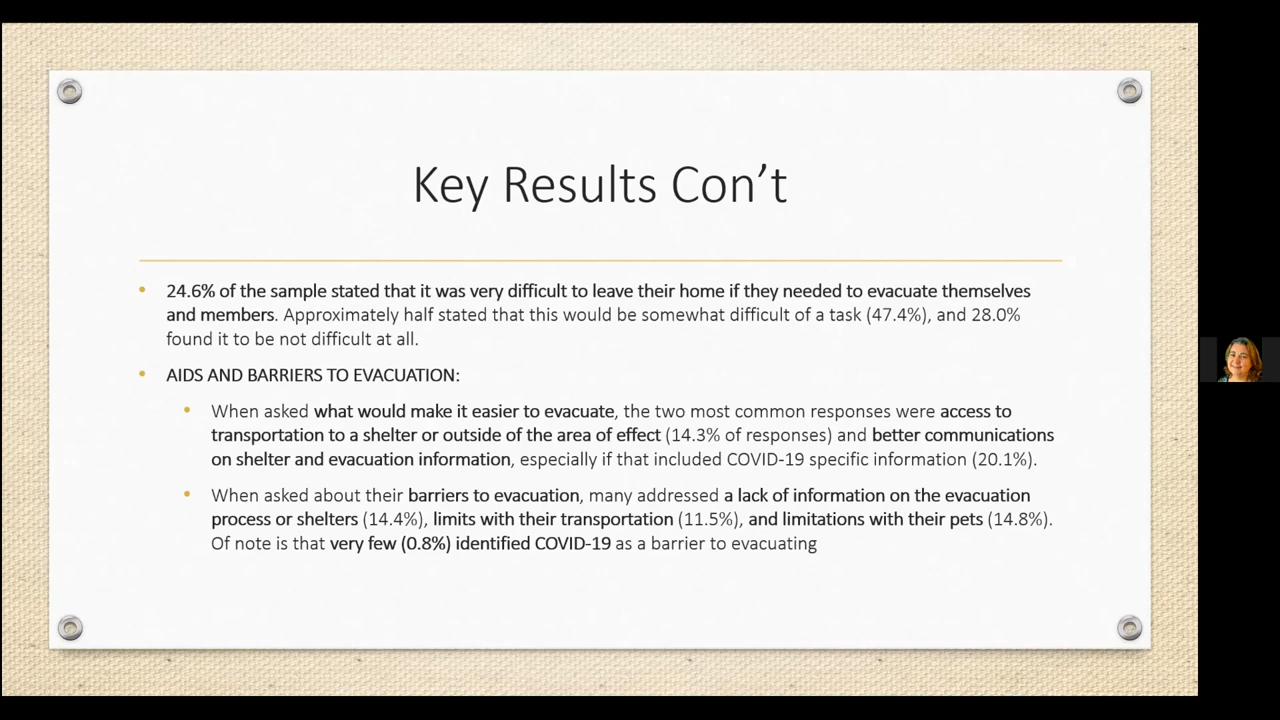 Key Results Con’t
• 24.6% of the sample stated that it was very difficult to leave their home if they needed to evacuate themselves
and members. Approximately half stated that this would be somewhat difficult of a task (47.4%), and 28.0%
found it to be not difficult at all.
• AIDS AND BARRIERS TO EVACUATION:
• When asked what would make it easier to evacuate, the two most common responses were access to
transportation to a shelter or outside of the area of effect (14.3% of responses) and better communications
on shelter and evacuation information, especially if that included COVID-19 specific information (20.1%).
• When asked about their barriers to evacuation, many addressed a lack of information on the evacuation
process or shelters (14.4%), limits with their transportation (11.5%), and limitations with their pets (14.8%).
Of note is that very few (0.8%) identified COVID-19 as a barrier to evacuating